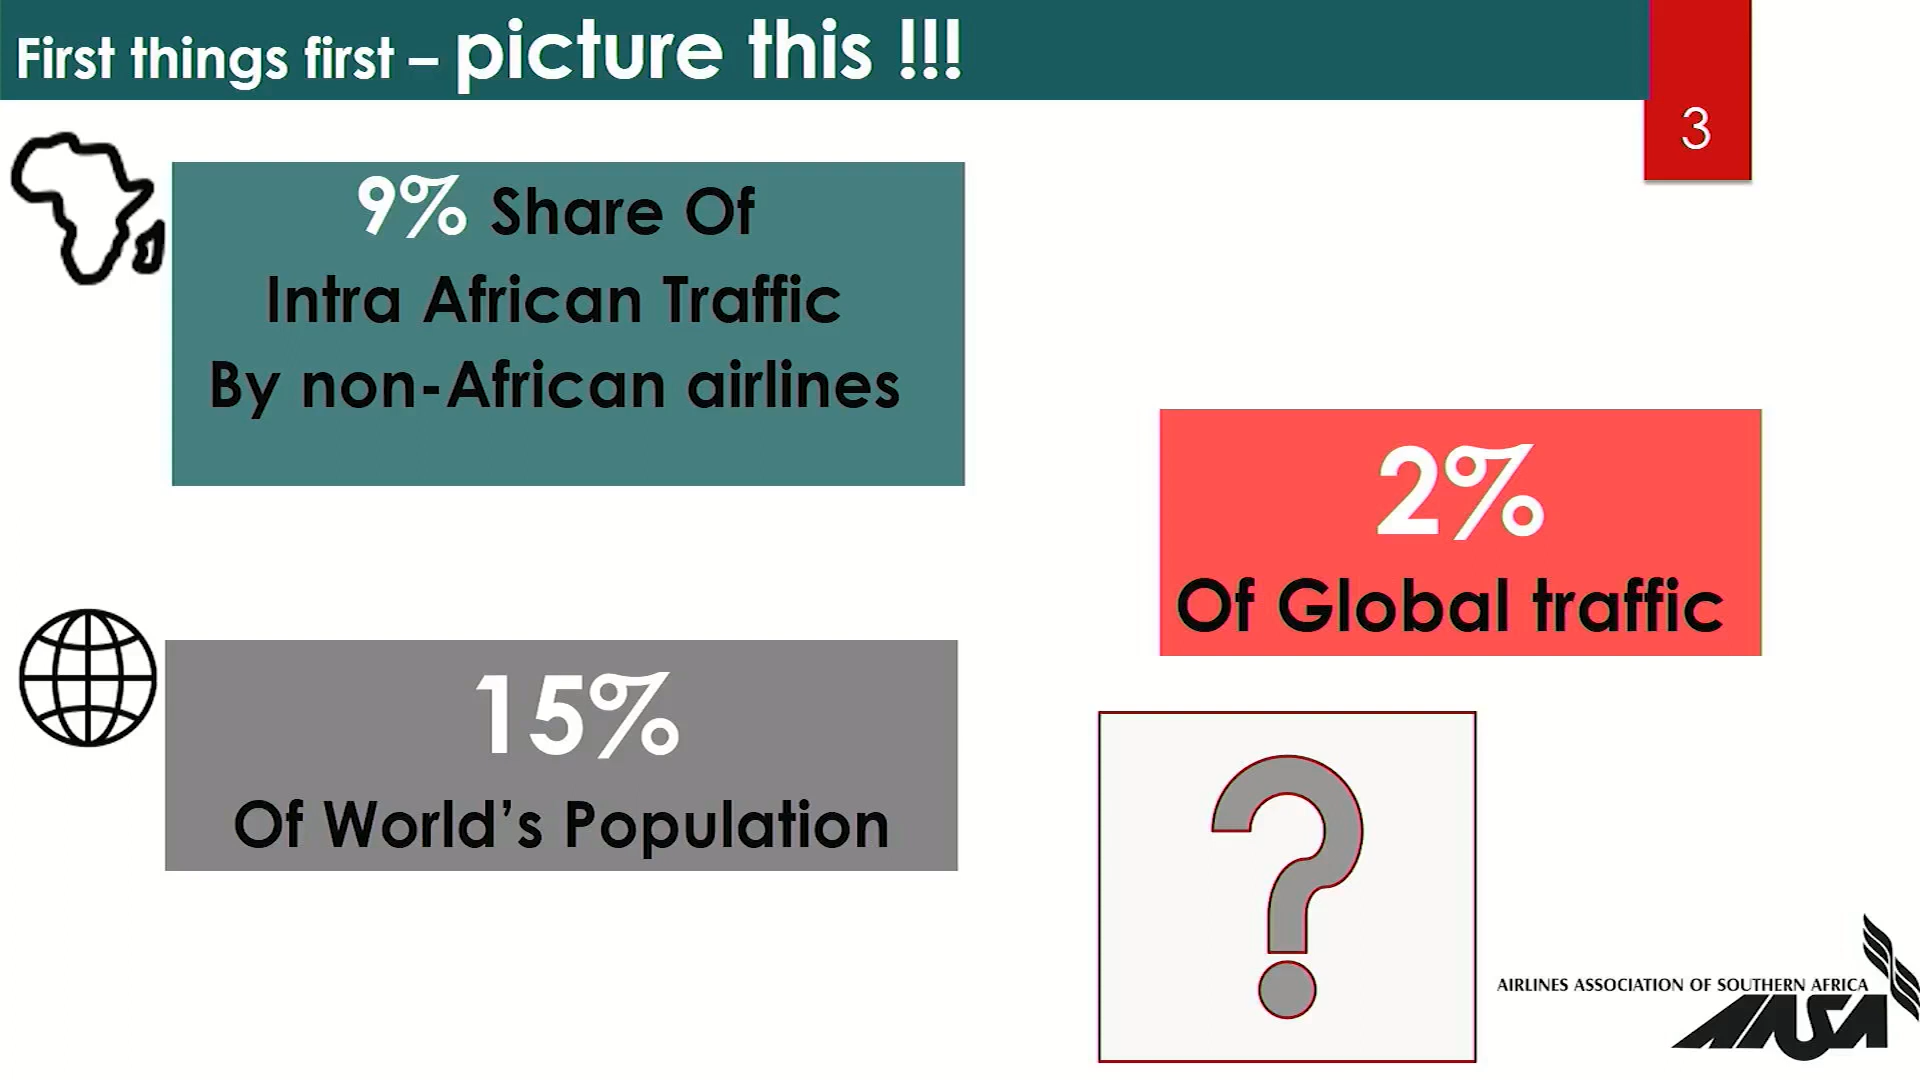 First things first – picture this !!!
3
9% Share Of
Intra African Traffic
By non-African airlines
2%
Of Global traffic
15%
Of World’s Population
?
AIRLINES ASSOCIATION OF SOUTHERN AFRICA
AASA